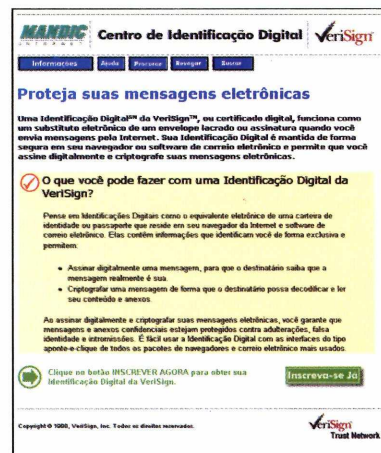 MANDIC
INTERNET
Centro de Identificação Digital
VeriSign
Informações Ajuda Procurar Revogar Buscar
Proteja suas mensagens eletrônicas
Uma Identificação Digital℠ da VeriSign™, ou certificado digital, funciona como
um substituto eletrônico de um envelope lacrado ou assinatura quando você
envia mensagens pela Internet. Sua Identificação Digital é mantida de forma
segura em seu navegador ou software de correio eletrônico e permite que você
assine digitalmente e criptografe suas mensagens eletrônicas.
O que você pode fazer com uma Identificação Digital da
VeriSign?
Pense em Identificações Digitais como o equivalente eletrônico de uma carteira de
identidade ou passaporte que reside em seu navegador da Internet e software de
correio eletrônico. Elas contêm informações que identificam você de forma exclusiva e
permitem:
• Assinar digitalmente uma mensagem, para que o destinatário saiba que a
mensagem realmente é sua.
• Criptografar uma mensagem de forma que o destinatário possa decodificar e ler
seu conteúdo e anexos.
Ao assinar digitalmente e criptografar suas mensagens eletrônicas, você garante que
mensagens e anexos confidenciais estejam protegidos contra adulterações, falsa
identidade e intromissões. É fácil usar a Identificação Digital com as interfaces do tipo
aponte-e-clique de todos os pacotes de navegadores e correio eletrônico mais usados.
Clique no botão INSCREVER AGORA para obter sua
Identificação Digital da VeriSign.
Inscreva-se Já
Copyright © 1998, VeriSign, Inc. Todos os direitos reservados.
VeriSign
Trust Network